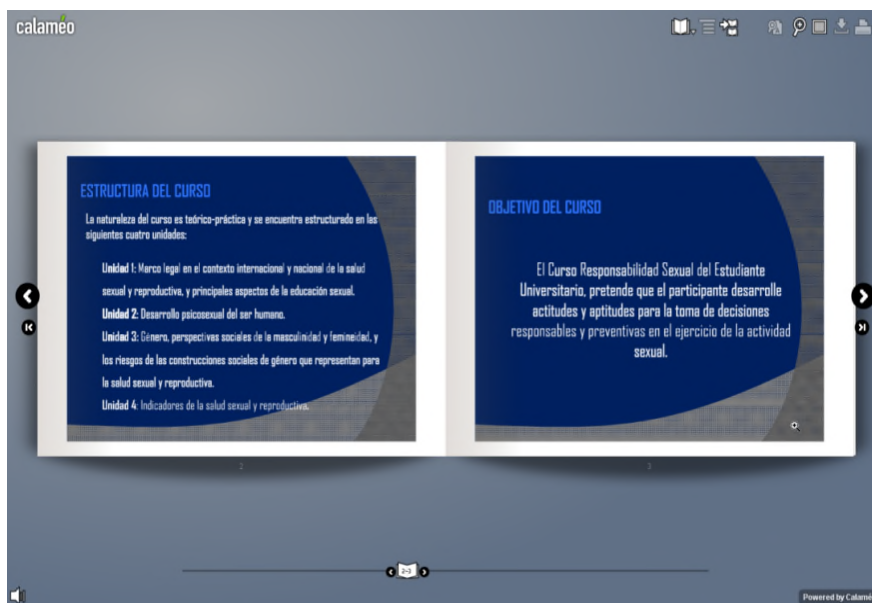 calaméo
ESTRUCTURA DEL CURSO
La naturaleza del curso es teórico-práctica y se encuentra estructurado en las
siguientes cuatro unidades:
Unidad 1: Marco legal en el contexto internacional y nacional de la salud
sexual y reproductiva, y principales aspectos de la educación sexual.
Unidad 2: Desarrollo psicosexual del ser humano.
Unidad 3: Género, perspectivas sociales de la masculinidad y femineidad, y
los riesgos de las construcciones sociales de género que representan para
la salud sexual y reproductiva.
Unidad 4: Indicadores de la salud sexual y reproductiva.
2
OBJETIVO DEL CURSO
El Curso Responsabilidad Sexual del Estudiante
Universitario, pretende que el participante desarrolle
actitudes y aptitudes para la toma de decisiones
responsables y preventivas en el ejercicio de la actividad
sexual.
3
2-3
Powered by Calamé